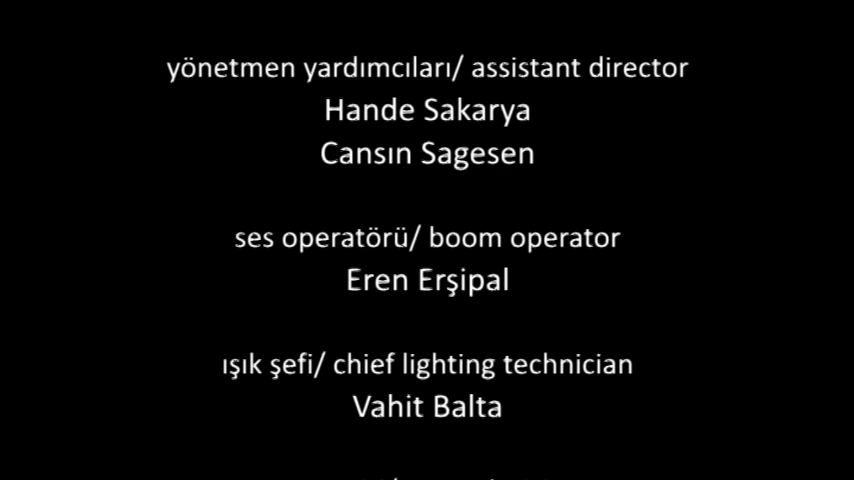 yönetmen yardımcıları/ assistant director
Hande Sakarya
Cansın Sagesen
ses operatörü/ boom operator
Eren Erşipal
ışık şefi/ chief lighting technician
Vahit Balta